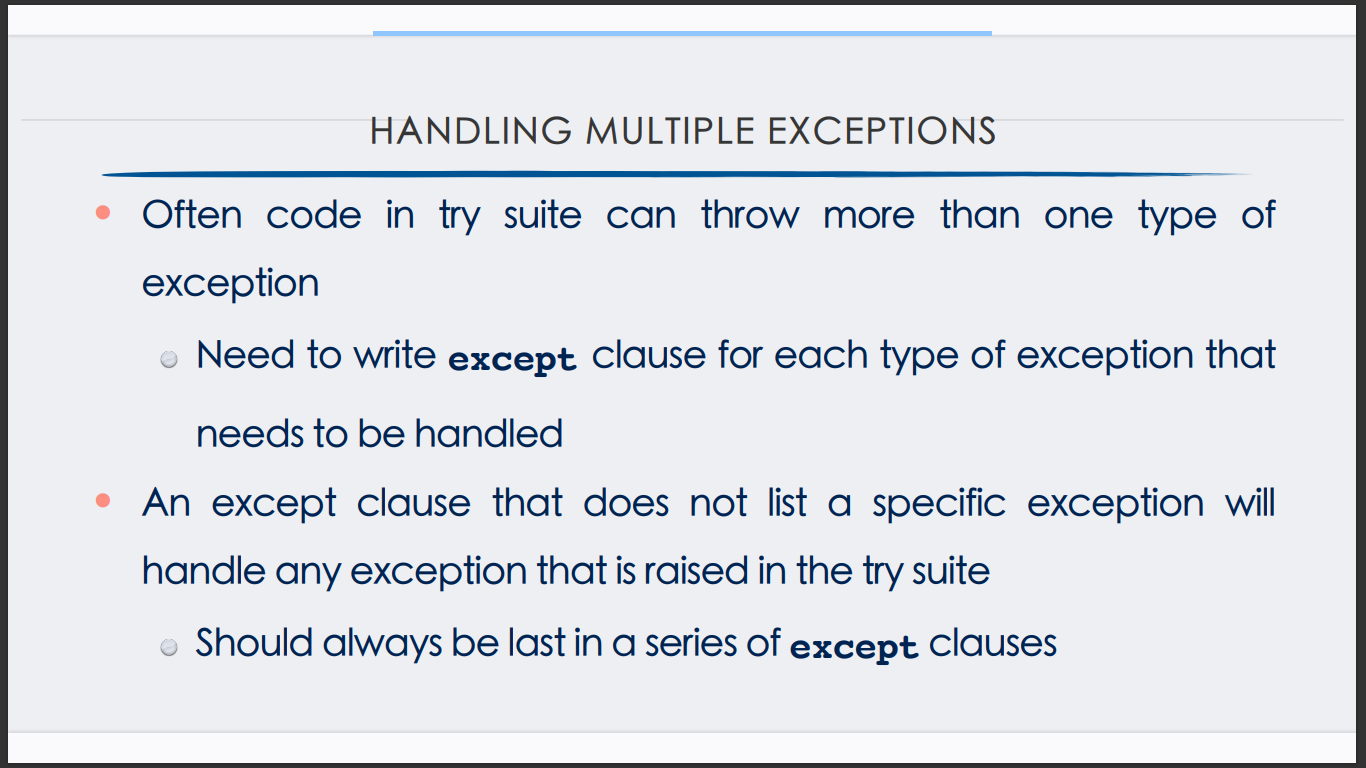 HANDLING MULTIPLE EXCEPTIONS
Often code in try suite can throw more than one type of
exception
Need to write except clause for each type of exception that
needs to be handled
An except clause that does not list a specific exception will
handle any exception that is raised in the try suite
Should always be last in a series of except clauses